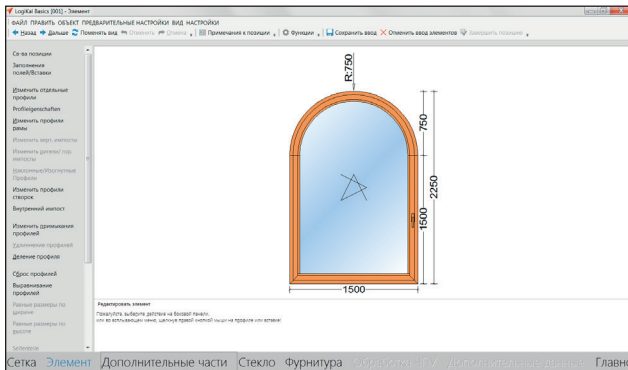 LogiKal Basics [001] - Элемент
ФАЙЛ ПРАВИТЬ ОБЪЕКТ ПРЕДВАРИТЕЛЬНЫЕ НАСТРОЙКИ ВИД НАСТРОЙКИ
Назад Дальше Поменять вид Отменить Отмена Примечания к позиции Функции Сохранить ввод Отменить ввод элементов Завершить позицию
Св-ва позиции
Заполнения
полей/Вставки
Изменить отдельные
профили
Profileigenschaften
Изменить профили
рамы
Изменить верт. импосты
импосты
Наклонные/Изогнутые
Профили
Изменить профили
створок
Внутренний импост
Изменить примыкания
профилей
Удлинение профилей
Деление профиля
Сброс профилей
Выравнивание
профилей
Равные размеры по
ширине
Равные размеры по
высоте
R:750
750
2250
1500
1500
Редактировать элемент
Пожалуйста, выберите действие на боковой панели,
или во всплывающем меню, щелкнув правой кнопкой мыши на профиле или вставке!
Сетка Элемент Дополнительные части Стекло Фурнитура Дополнительные Главно